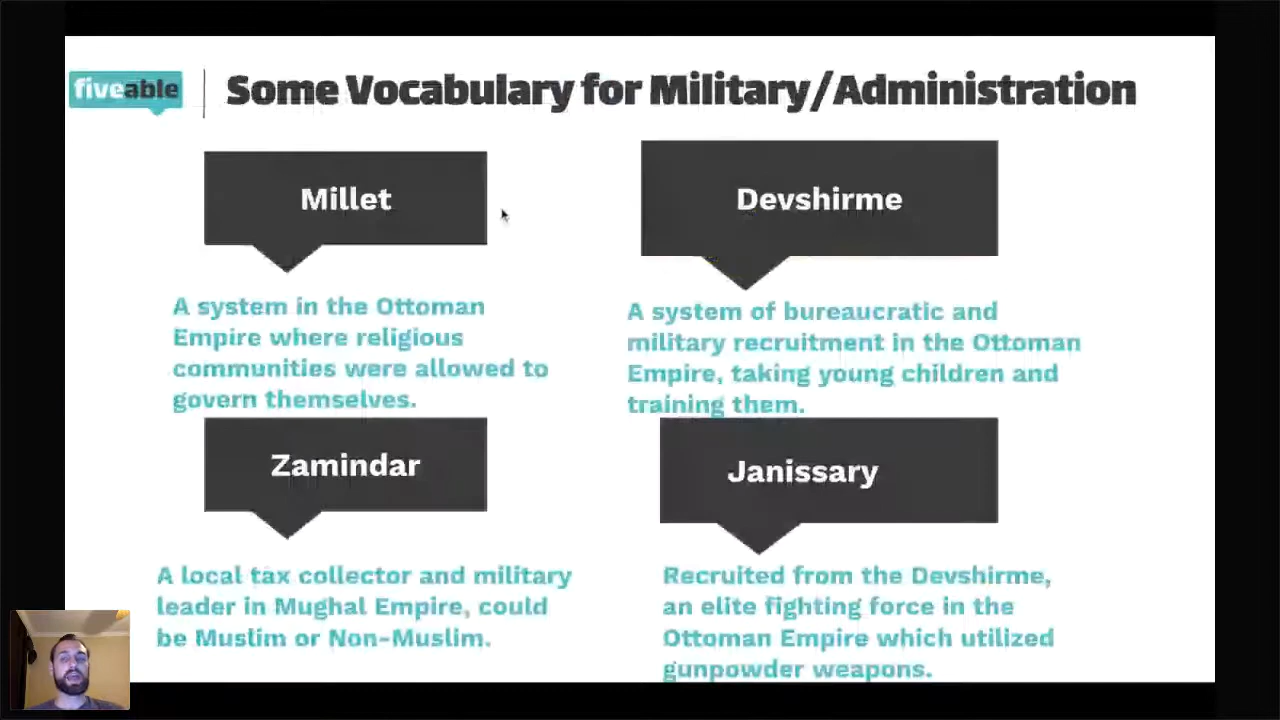 fiveable
Some Vocabulary for Military/Administration
Millet
A system in the Ottoman
Empire where religious
communities were allowed to
govern themselves.
Devshirme
A system of bureaucratic and
military recruitment in the Ottoman
Empire, taking young children and
training them.
Zamindar
A local tax collector and military
leader in Mughal Empire, could
be Muslim or Non-Muslim.
Janissary
Recruited from the Devshirme,
an elite fighting force in the
Ottoman Empire which utilized
gunpowder weapons.